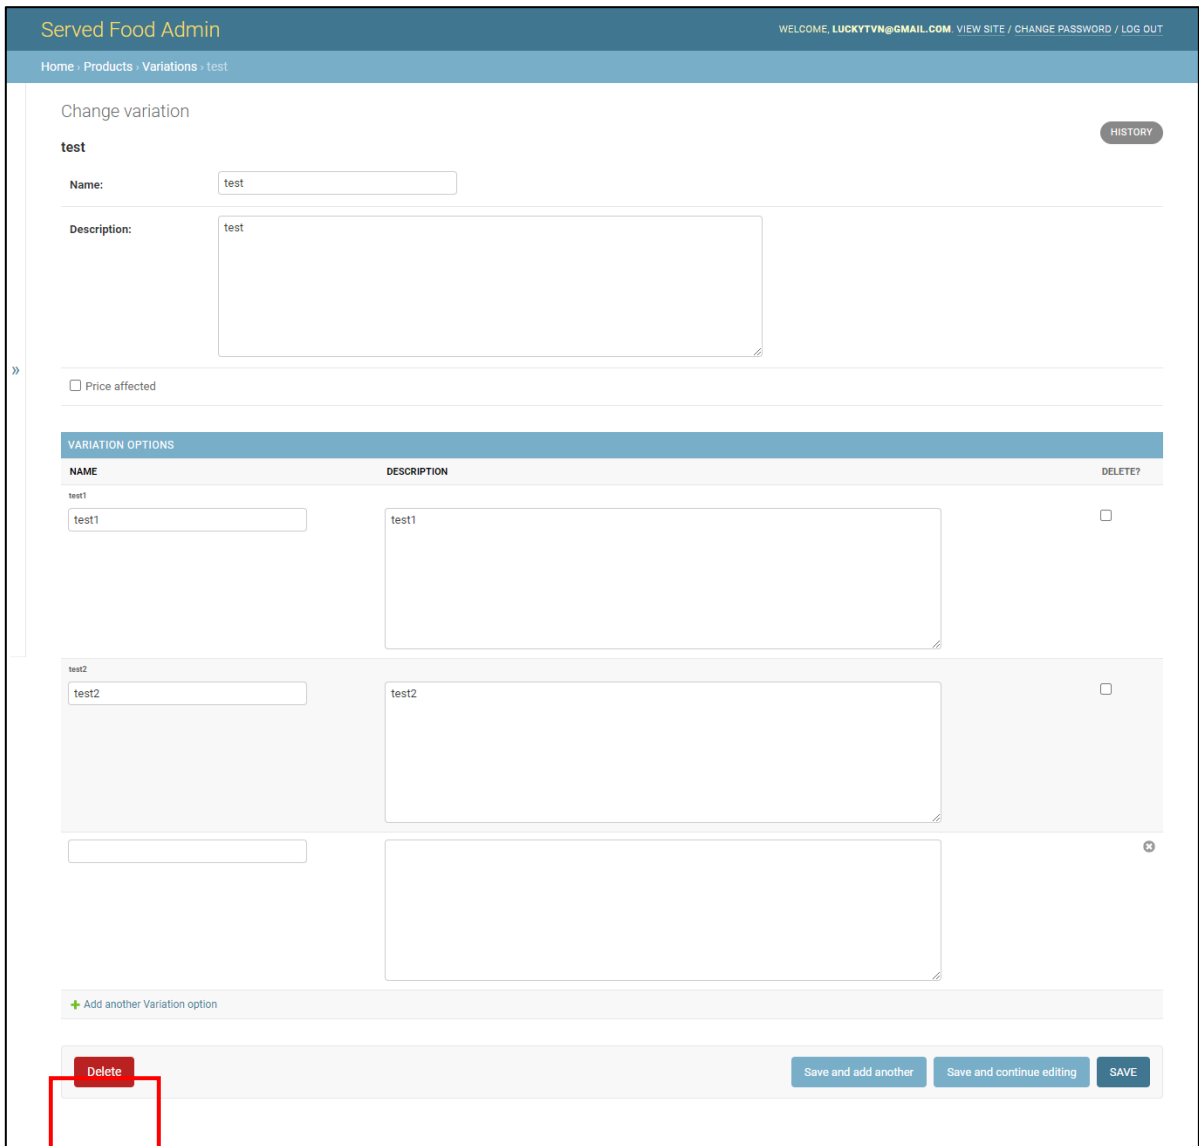 Served Food Admin
WELCOME, LUCKYTVN@GMAIL.COM. VIEW SITE / CHANGE PASSWORD / LOG OUT
Home › Products › Variations › test
Change variation
HISTORY
test
Name: test
Description: test
»
Price affected
VARIATION OPTIONS
NAME DESCRIPTION DELETE?
test1
test1 test1
test2
test2 test2
Add another Variation option
Delete Save and add another Save and continue editing SAVE